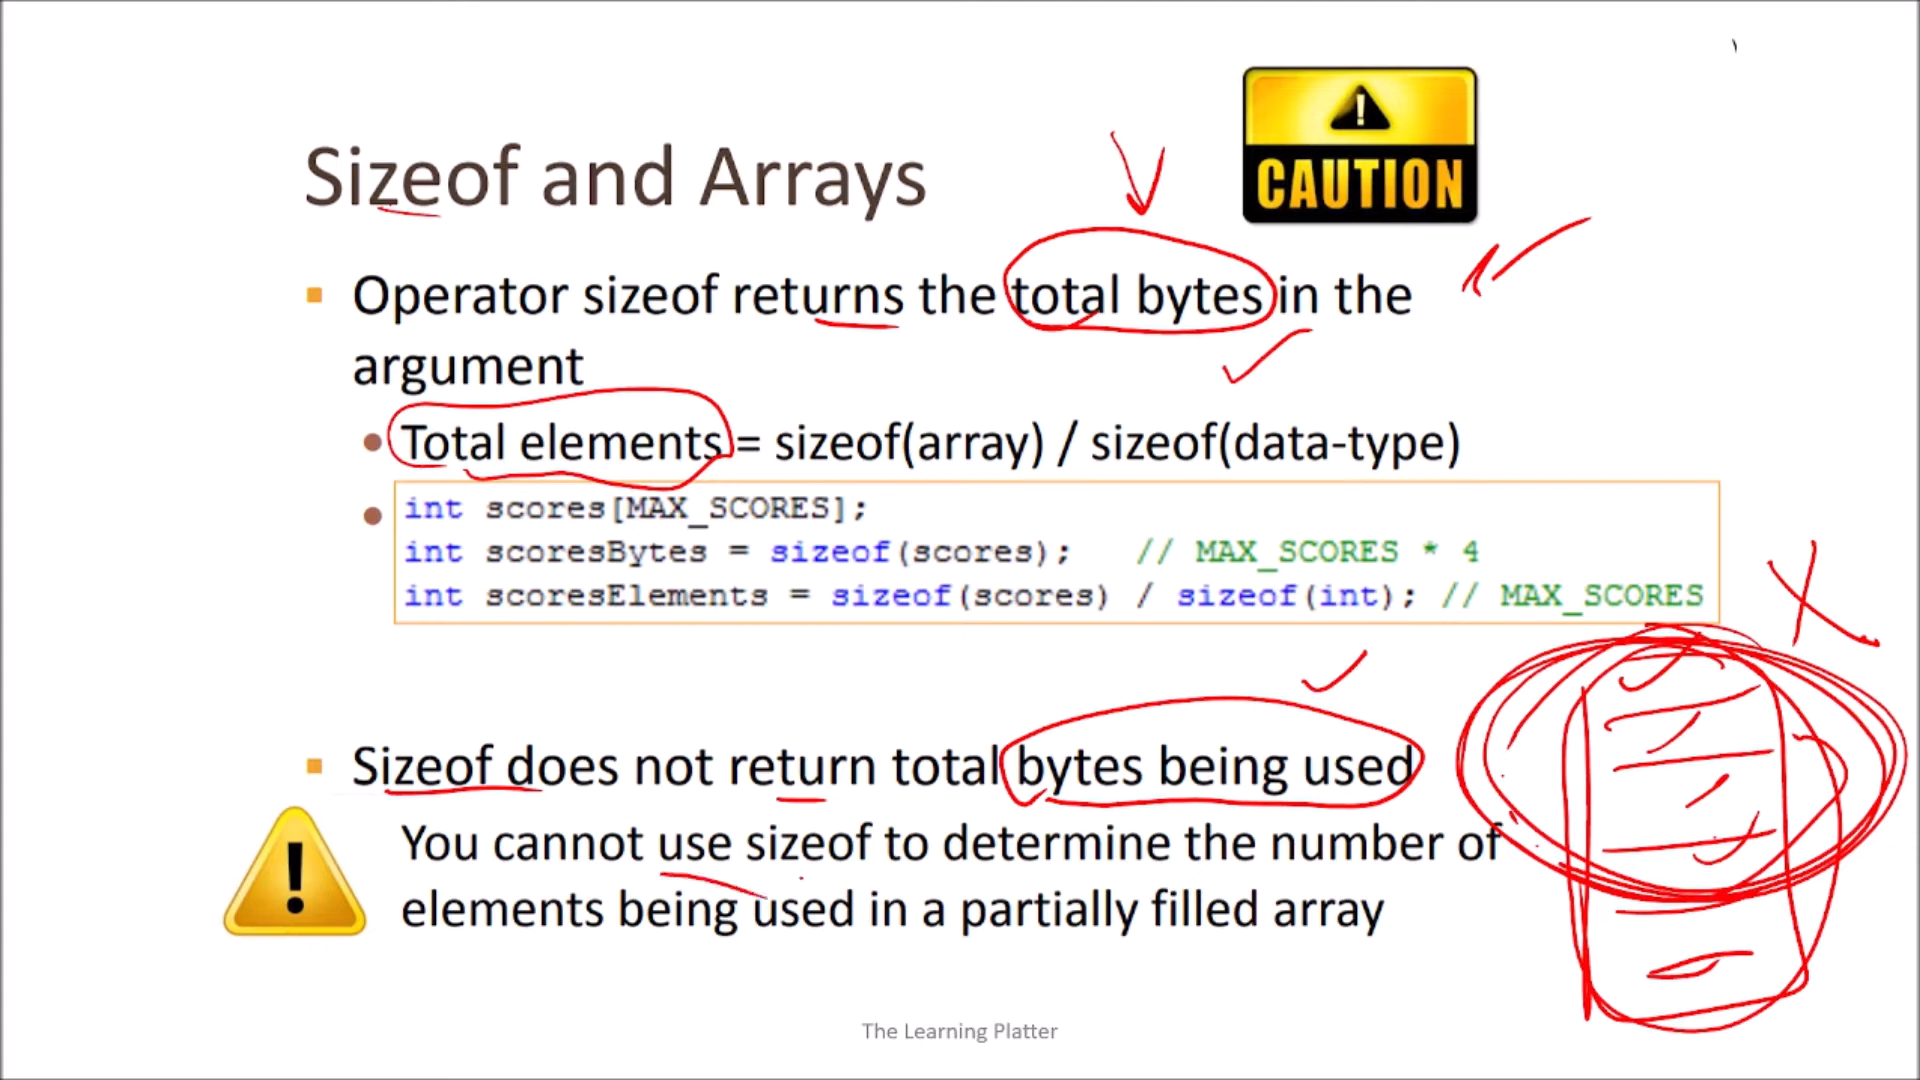 CAUTION
Sizeof and Arrays
Operator sizeof returns the total bytes in the
argument
Total elements = sizeof(array) / sizeof(data-type)
int scores[MAX_SCORES];
int scoresBytes = sizeof(scores); // MAX_SCORES * 4
int scoresElements = sizeof(scores) / sizeof(int); // MAX_SCORES
Sizeof does not return total bytes being used
You cannot use sizeof to determine the number of
elements being used in a partially filled array
The Learning Platter